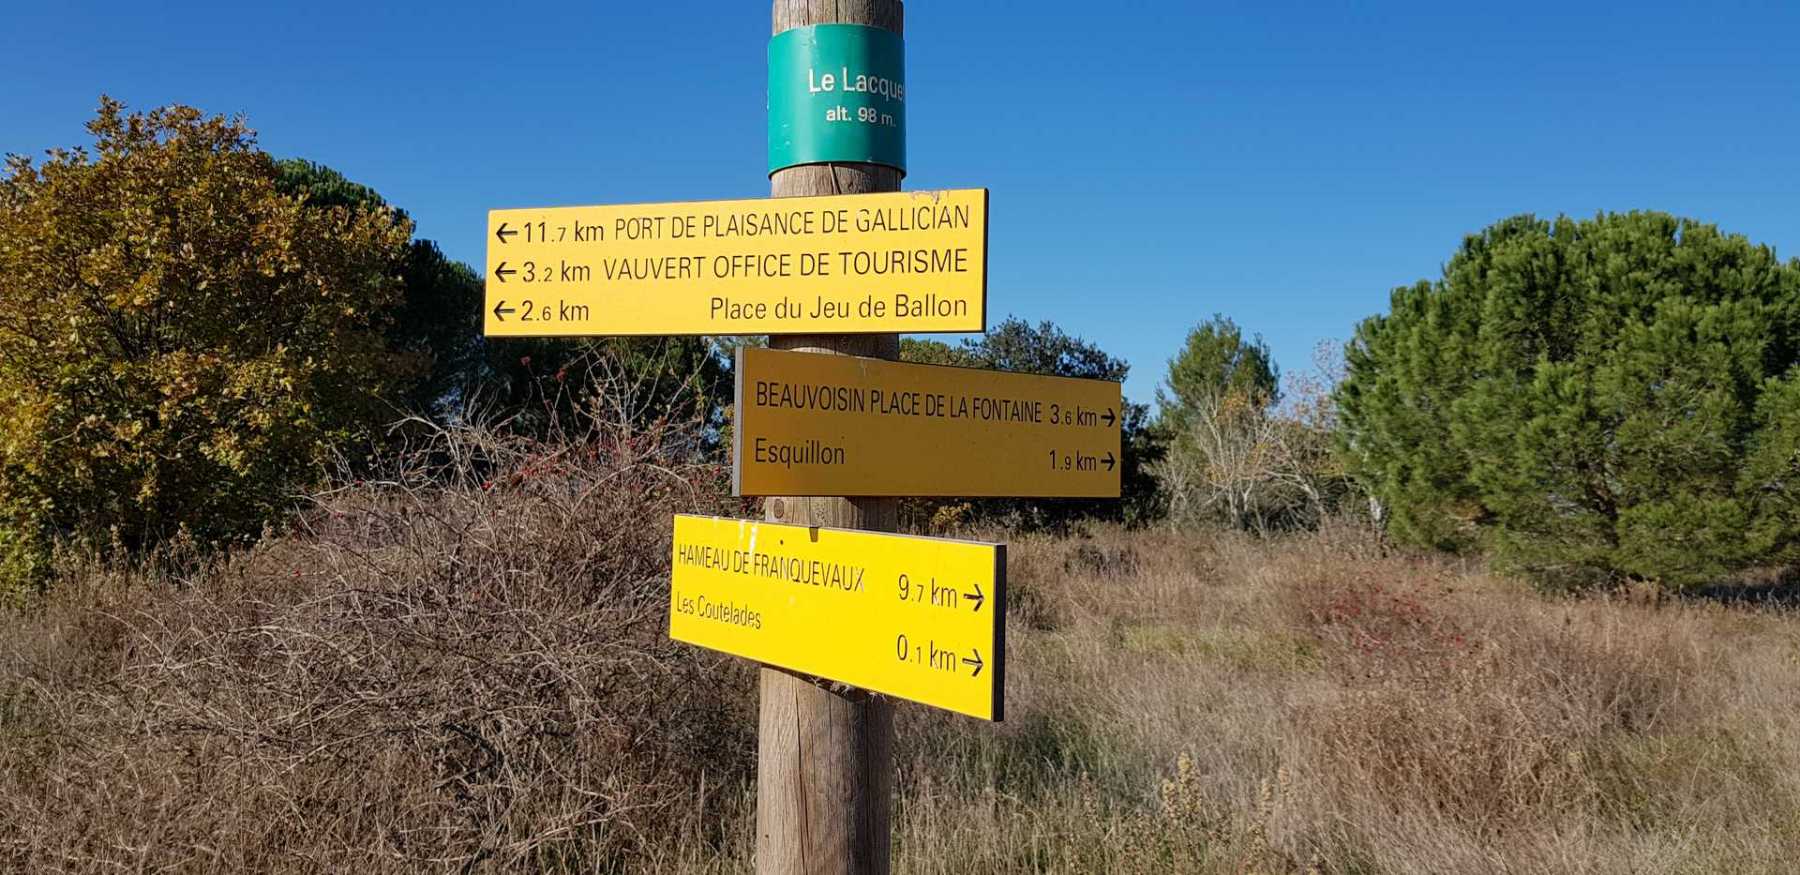 Le Lacque
alt. 98 m.
← 11.7 km PORT DE PLAISANCE DE GALLICIAN
← 3.2 km VAUVERT OFFICE DE TOURISME
← 2.6 km Place du Jeu de Ballon
BEAUVOISIN PLACE DE LA FONTAINE 3.6 km →
Esquillon 1.9 km →
HAMEAU DE FRANQUEVAUX 9.7 km →
Les Coutelades 0.1 km →